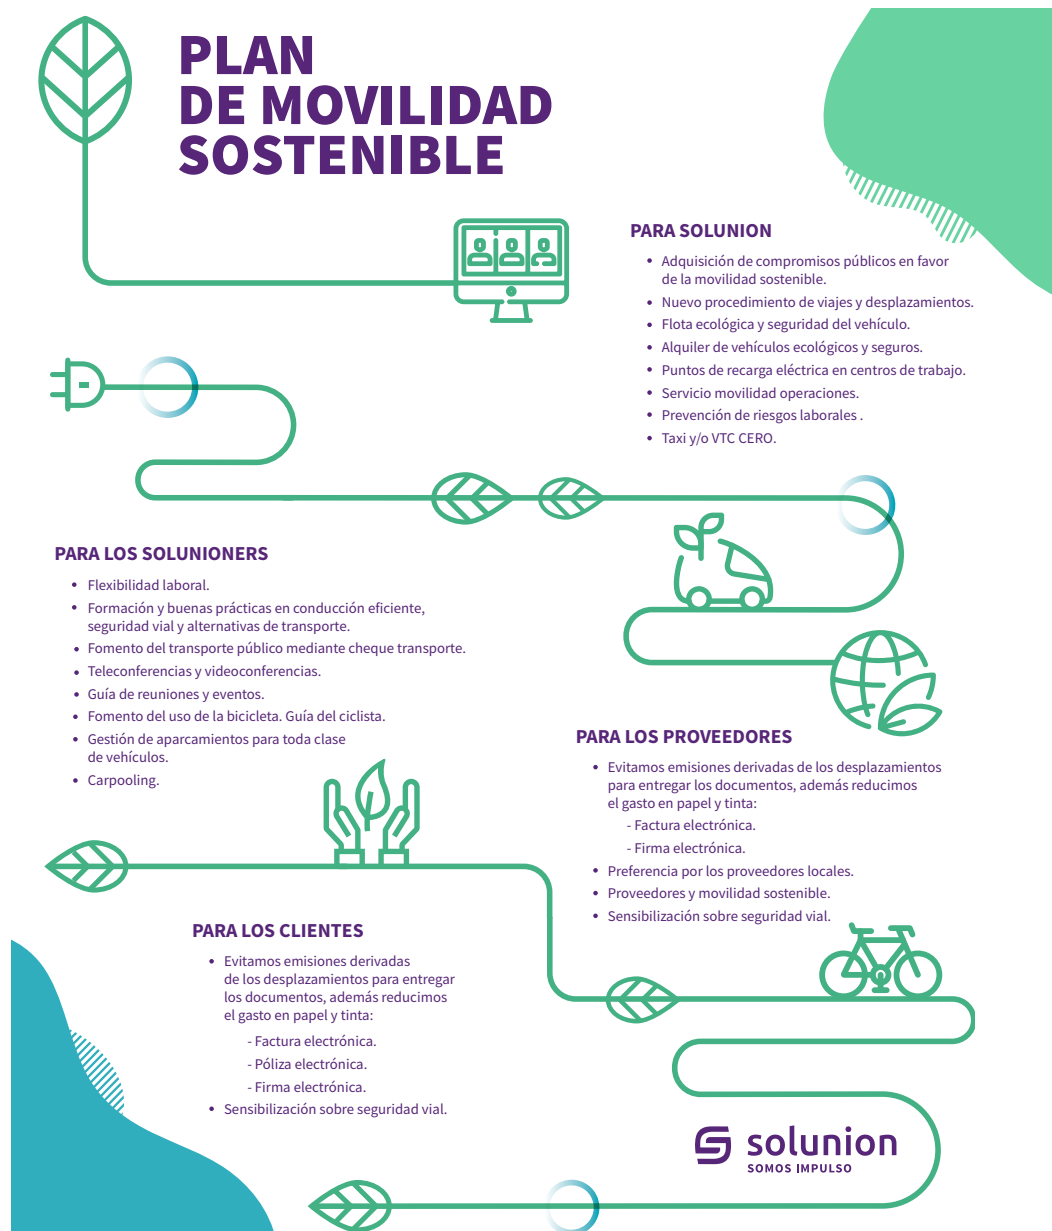 PLAN
DE MOVILIDAD
SOSTENIBLE
PARA SOLUNION
• Adquisición de compromisos públicos en favor
de la movilidad sostenible.
• Nuevo procedimiento de viajes y desplazamientos.
• Flota ecológica y seguridad del vehículo.
• Alquiler de vehículos ecológicos y seguros.
• Puntos de recarga eléctrica en centros de trabajo.
• Servicio movilidad operaciones.
• Prevención de riesgos laborales .
• Taxi y/o VTC CERO.
PARA LOS SOLUNIONERS
• Flexibilidad laboral.
• Formación y buenas prácticas en conducción eficiente,
seguridad vial y alternativas de transporte.
• Fomento del transporte público mediante cheque transporte.
• Teleconferencias y videoconferencias.
• Guía de reuniones y eventos.
• Fomento del uso de la bicicleta. Guía del ciclista.
• Gestión de aparcamientos para toda clase
de vehículos.
• Carpooling.
PARA LOS PROVEEDORES
• Evitamos emisiones derivadas de los desplazamientos
para entregar los documentos, además reducimos
el gasto en papel y tinta:
- Factura electrónica.
- Firma electrónica.
• Preferencia por los proveedores locales.
• Proveedores y movilidad sostenible.
• Sensibilización sobre seguridad vial.
PARA LOS CLIENTES
• Evitamos emisiones derivadas
de los desplazamientos para entregar
los documentos, además reducimos
el gasto en papel y tinta:
- Factura electrónica.
- Póliza electrónica.
- Firma electrónica.
• Sensibilización sobre seguridad vial.
solunion
SOMOS IMPULSO